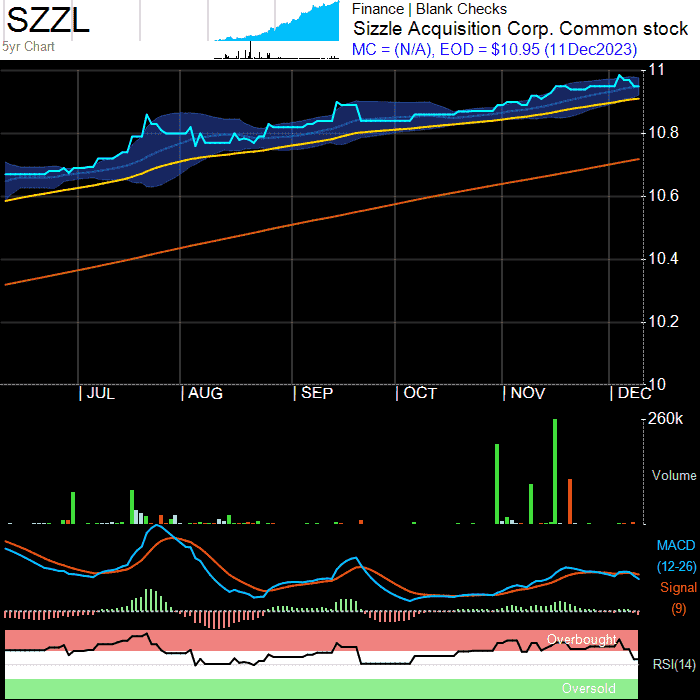 SZZL
5yr Chart
Finance | Blank Checks
Sizzle Acquisition Corp. Common stock
MC = (N/A), EOD = $10.95 (11Dec2023)
11
10.8
10.6
10.4
10.2
10
| JUL | AUG | SEP | OCT | NOV | DEC
260k
Volume
MACD
(12-26)
Signal
(9)
Overbought
RSI(14)
Oversold